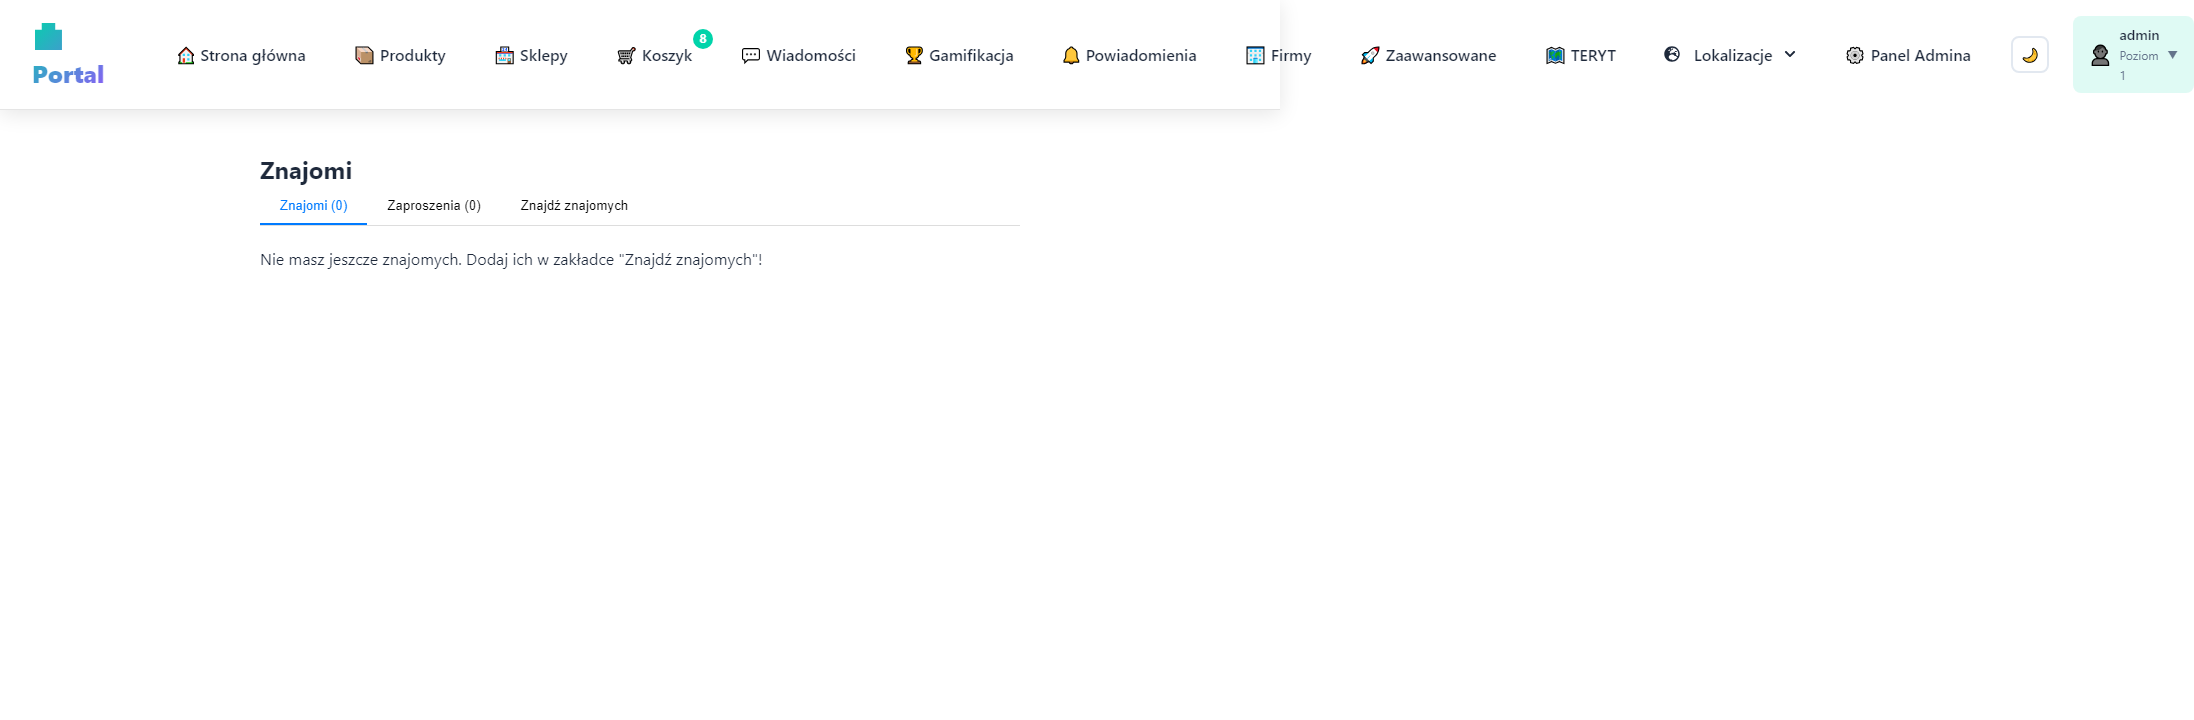 Portal
Strona główna Produkty Sklepy Koszyk 8 Wiadomości Gamifikacja Powiadomienia Firmy Zaawansowane TERYT Lokalizacje Panel Admina
admin
Poziom
1
Znajomi
Znajomi (0) Zaproszenia (0) Znajdź znajomych
Nie masz jeszcze znajomych. Dodaj ich w zakładce "Znajdź znajomych"!